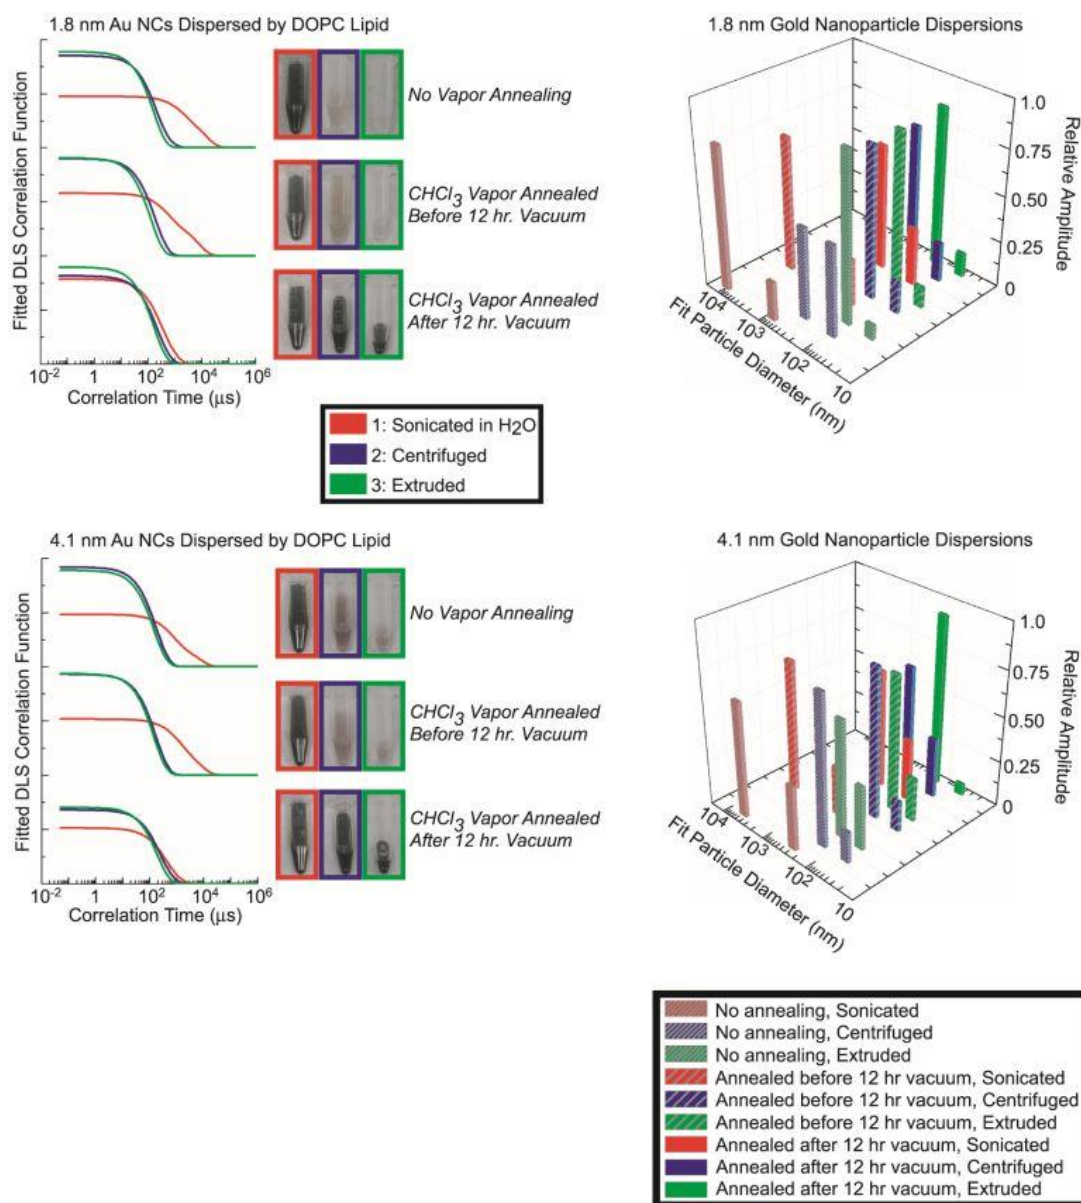 1.8 nm Au NCs Dispersed by DOPC Lipid
Fitted DLS Correlation Function
No Vapor Annealing
CHCl3 Vapor Annealed
Before 12 hr. Vacuum
CHCl3 Vapor Annealed
After 12 hr. Vacuum
10-2 1 102 104 106
Correlation Time (μs)
1.8 nm Gold Nanoparticle Dispersions
1.0
0.75
0.50
0.25
0
Relative Amplitude
104 103 102 10
Fit Particle Diameter (nm)
1: Sonicated in H2O
2: Centrifuged
3: Extruded
4.1 nm Au NCs Dispersed by DOPC Lipid
Fitted DLS Correlation Function
No Vapor Annealing
CHCl3 Vapor Annealed
Before 12 hr. Vacuum
CHCl3 Vapor Annealed
After 12 hr. Vacuum
10-2 1 102 104 106
Correlation Time (μs)
4.1 nm Gold Nanoparticle Dispersions
1.0
0.75
0.50
0.25
0
Relative Amplitude
104 103 102 10
Fit Particle Diameter (nm)
No annealing, Sonicated
No annealing, Centrifuged
No annealing, Extruded
Annealed before 12 hr vacuum, Sonicated
Annealed before 12 hr vacuum, Centrifuged
Annealed before 12 hr vacuum, Extruded
Annealed after 12 hr vacuum, Sonicated
Annealed after 12 hr vacuum, Centrifuged
Annealed after 12 hr vacuum, Extruded